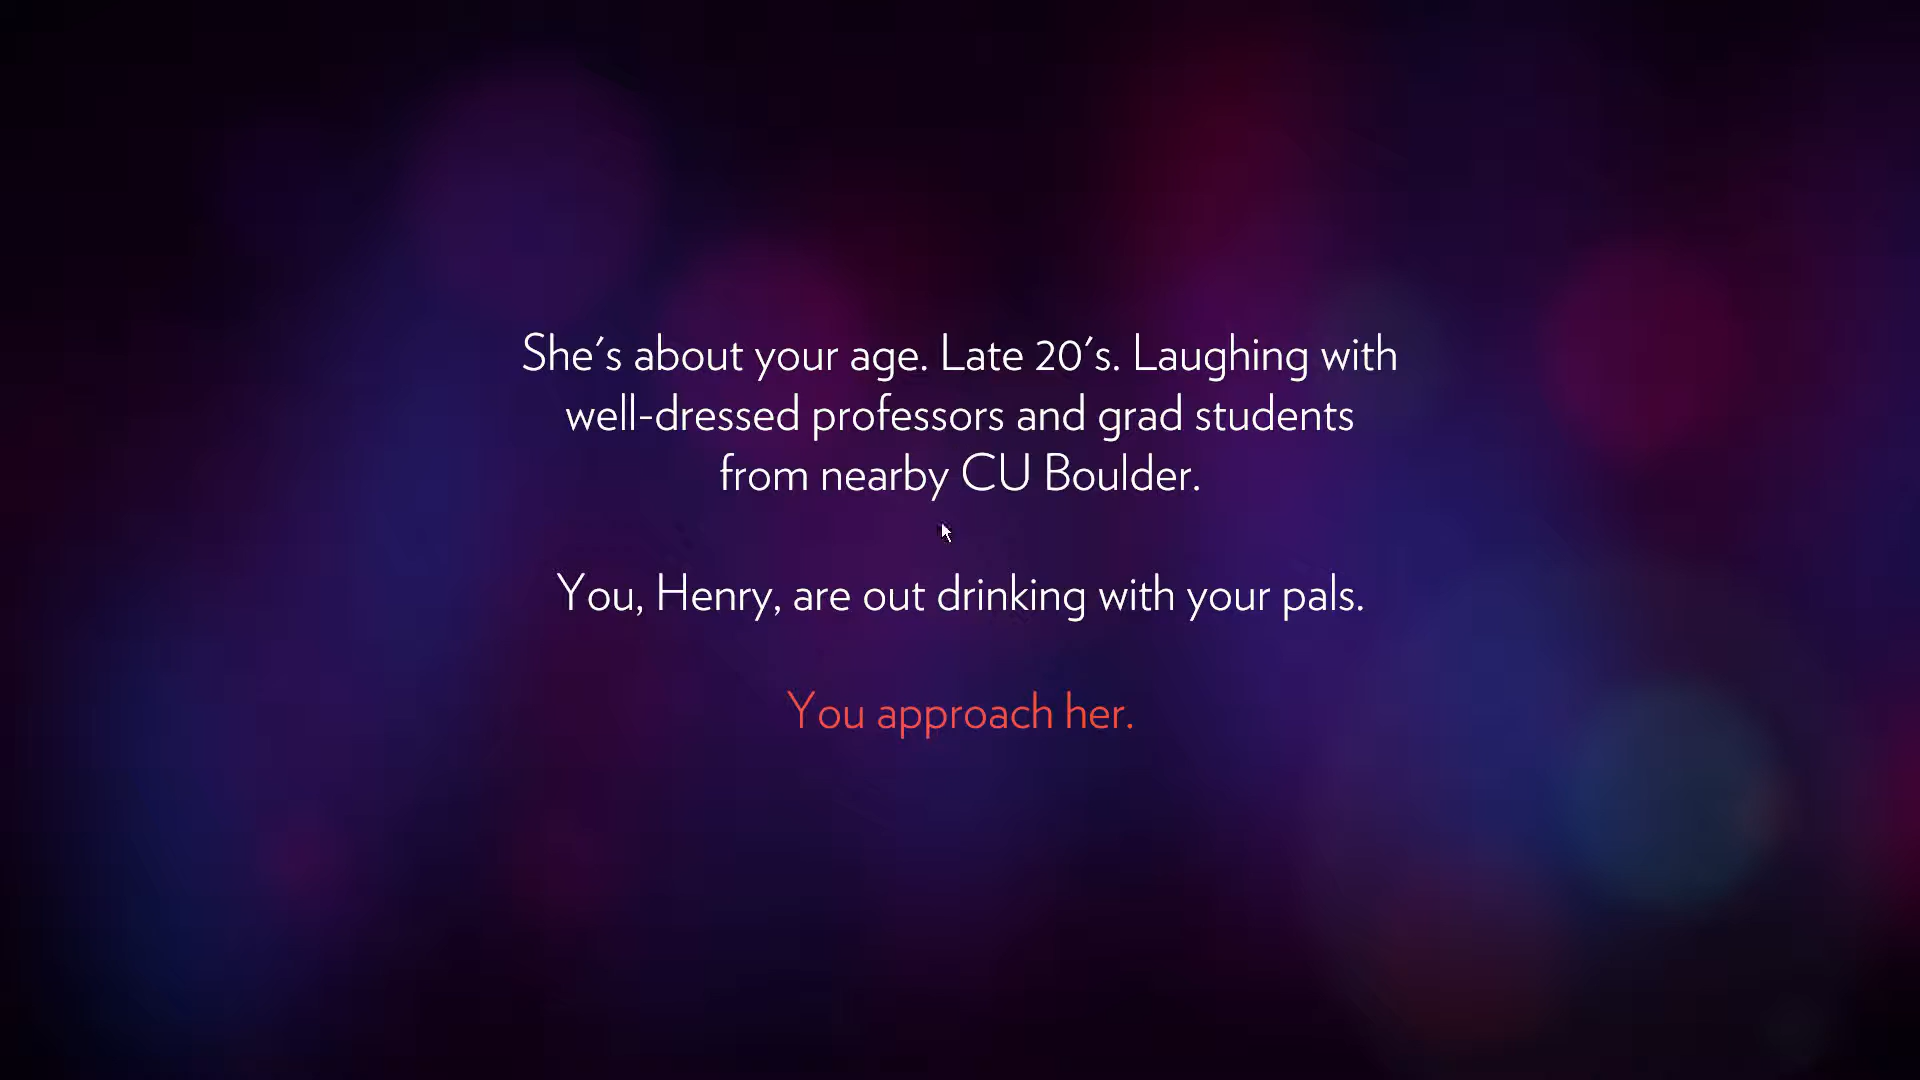 She's about your age. Late 20's. Laughing with
well-dressed professors and grad students
from nearby CU Boulder.
You, Henry, are out drinking with your pals.
You approach her.